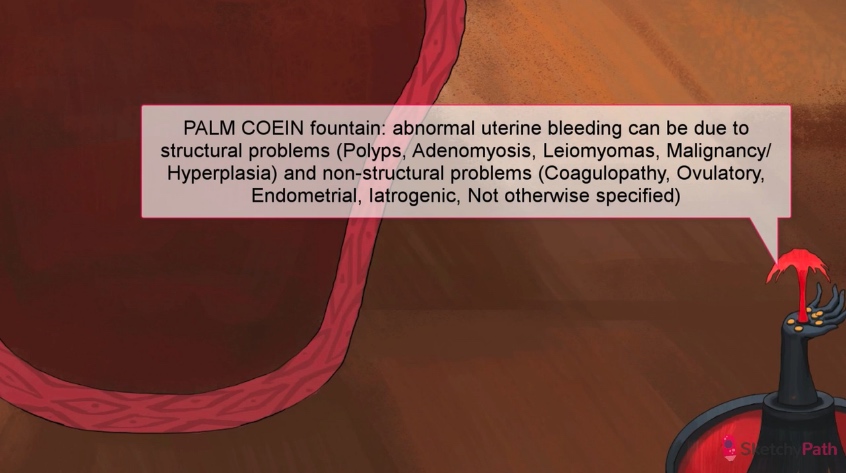 PALM COEIN fountain: abnormal uterine bleeding can be due to
structural problems (Polyps, Adenomyosis, Leiomyomas, Malignancy/
Hyperplasia) and non-structural problems (Coagulopathy, Ovulatory,
Endometrial, Iatrogenic, Not otherwise specified)
SketchyPath